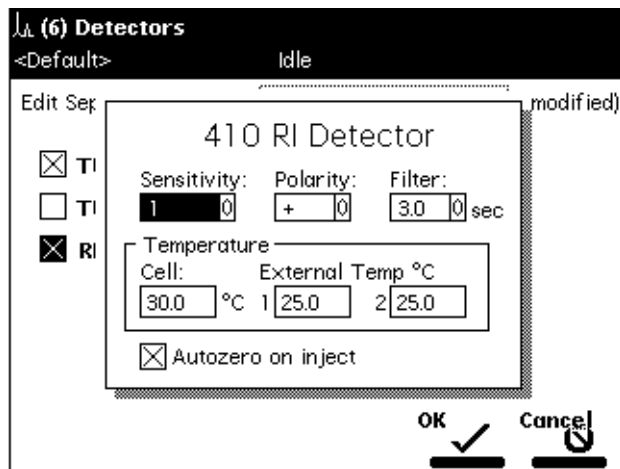 (6) Detectors
<Default> Idle
Edit Sep modified)
410 RI Detector
Sensitivity: Polarity: Filter:
1 0 + 0 3.0 0 sec
Temperature
Cell: External Temp °C
30.0 °C 1 25.0 2 25.0
Autozero on inject
RI
OK Cancel